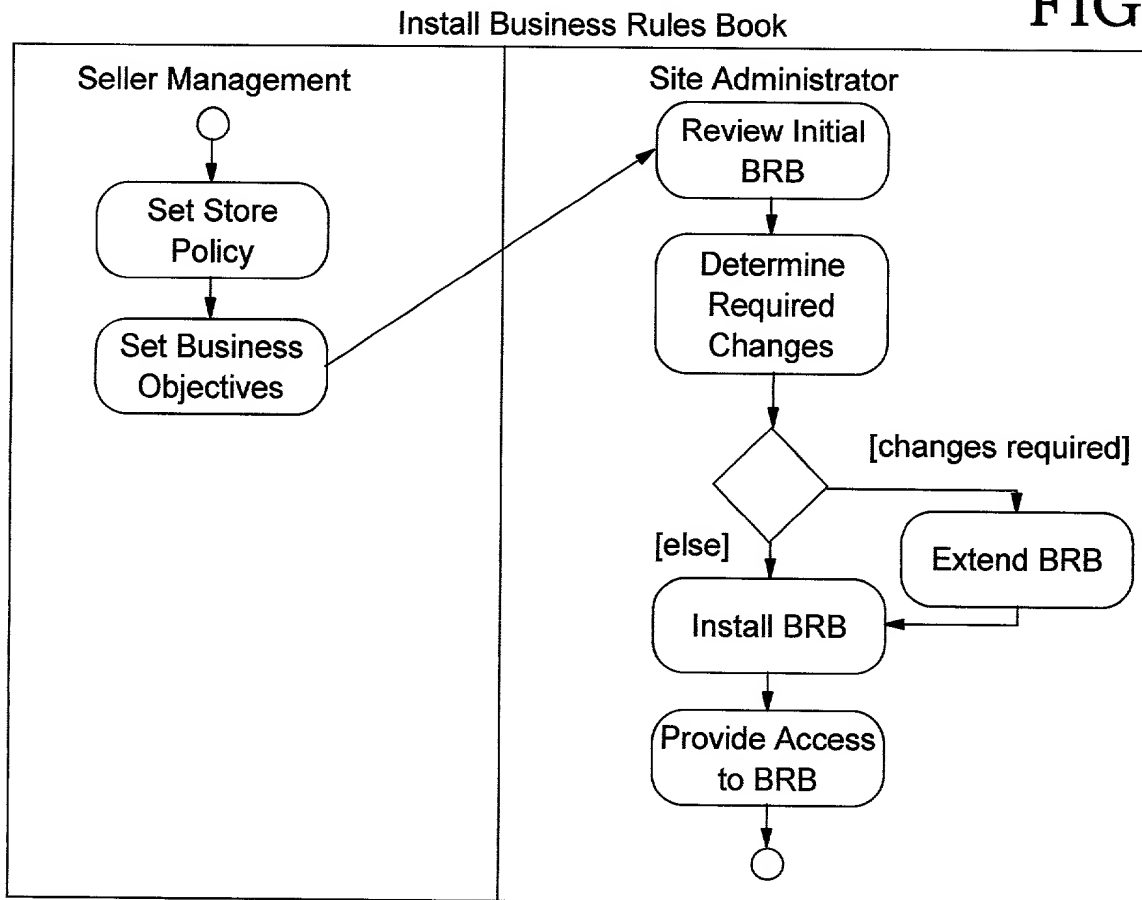 FIG
Install Business Rules Book
Seller Management
Set Store
Policy
Set Business
Objectives
Site Administrator
Review Initial
BRB
Determine
Required
Changes
[changes required]
[else]
Extend BRB
Install BRB
Provide Access
to BRB